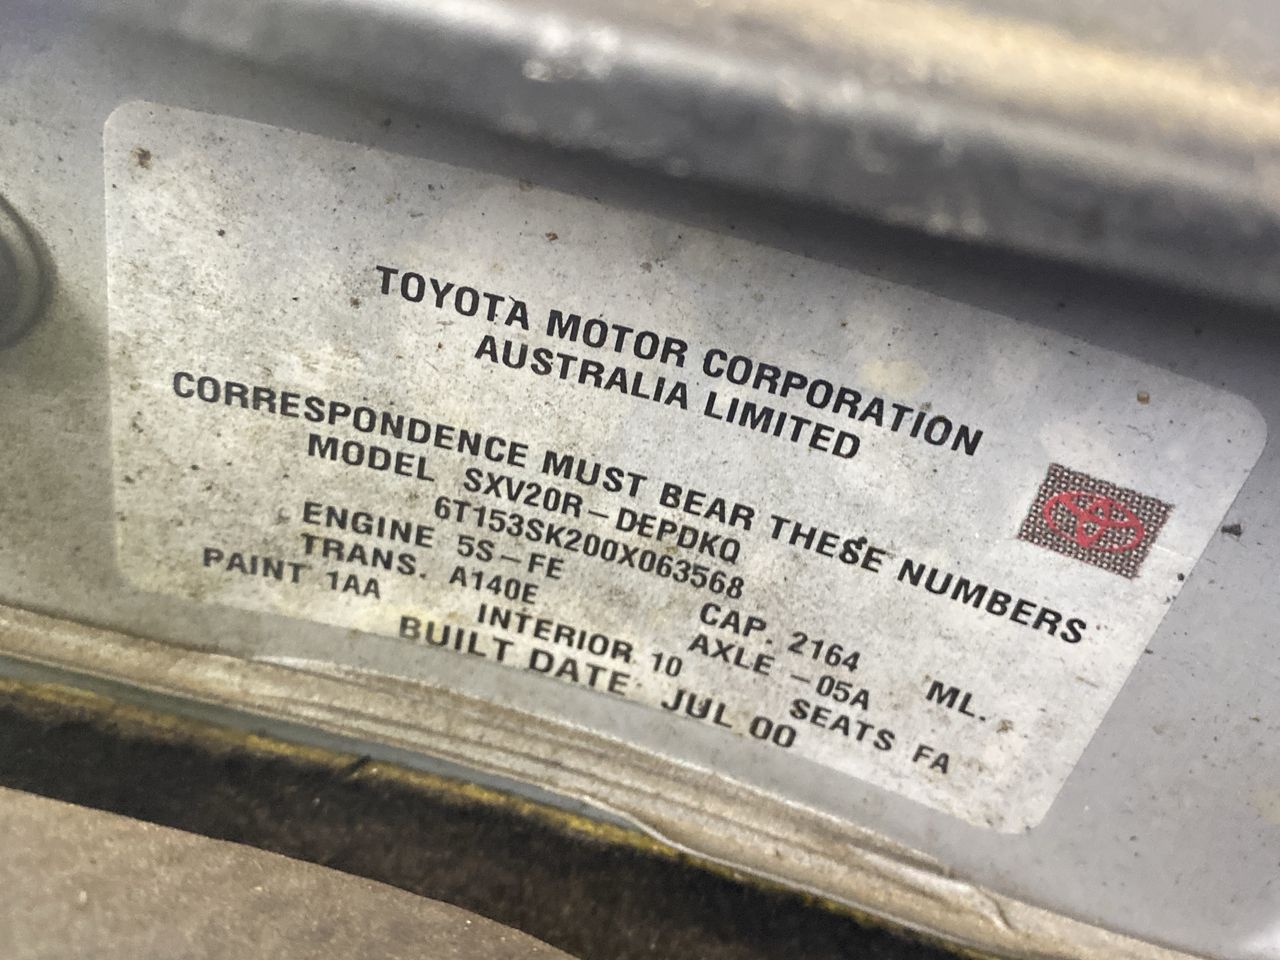 TOYOTA MOTOR CORPORATION
AUSTRALIA LIMITED
CORRESPONDENCE MUST BEAR THESE NUMBERS
MODEL SXV20R-DEPDKQ
6T153SK200X063568
ENGINE 5S-FE CAP. 2164 ML.
TRANS. A140E AXLE -05A
PAINT 1AA INTERIOR 10 SEATS FA
BUILT DATE: JUL 00